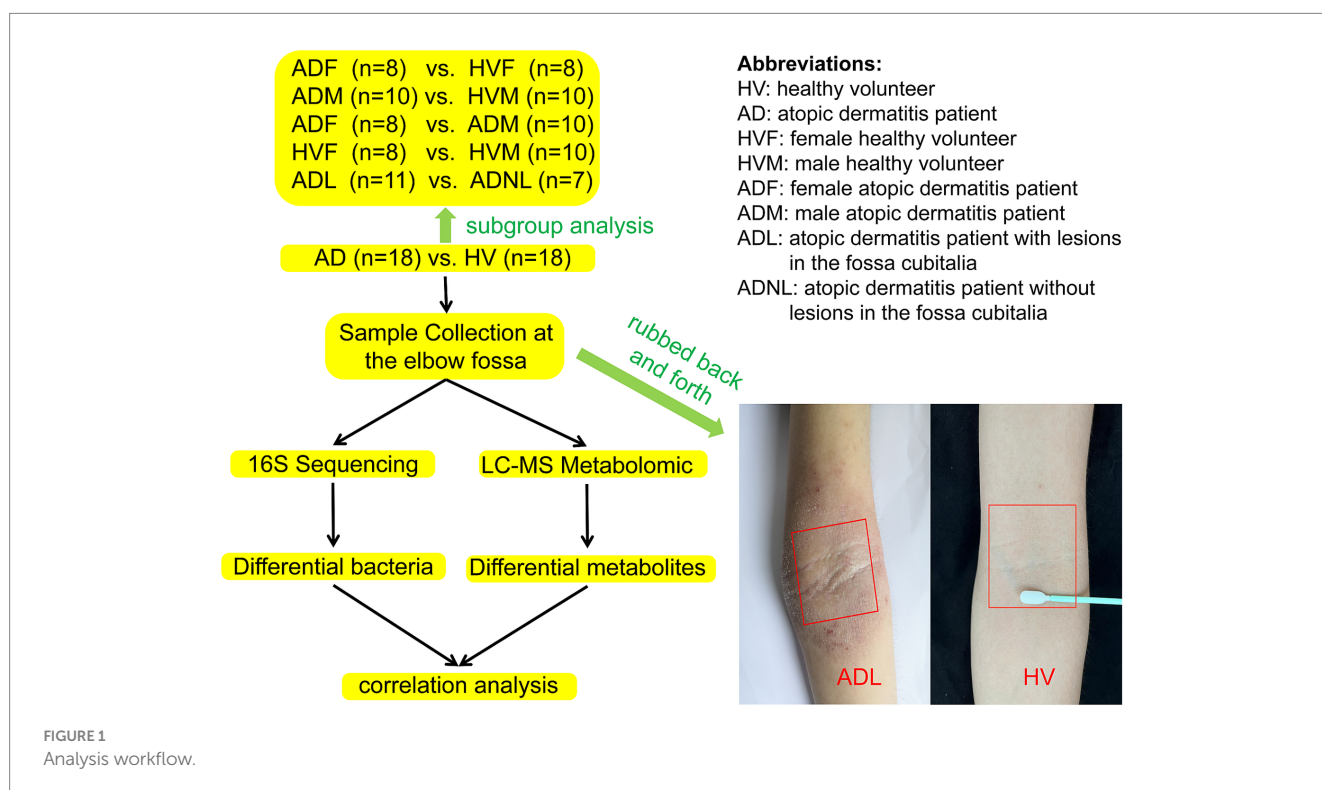 ADF (n=8) vs. HVF (n=8)
ADM (n=10) vs. HVM (n=10)
ADF (n=8) vs. ADM (n=10)
HVF (n=8) vs. HVM (n=10)
ADL (n=11) vs. ADNL (n=7)
subgroup analysis
AD (n=18) vs. HV (n=18)
Sample Collection at
the elbow fossa
rubbed back
and forth
16S Sequencing
LC-MS Metabolomic
Differential bacteria
Differential metabolites
correlation analysis
Abbreviations:
HV: healthy volunteer
AD: atopic dermatitis patient
HVF: female healthy volunteer
HVM: male healthy volunteer
ADF: female atopic dermatitis patient
ADM: male atopic dermatitis patient
ADL: atopic dermatitis patient with lesions
in the fossa cubitalia
ADNL: atopic dermatitis patient without
lesions in the fossa cubitalia
ADL
HV
FIGURE 1
Analysis workflow.